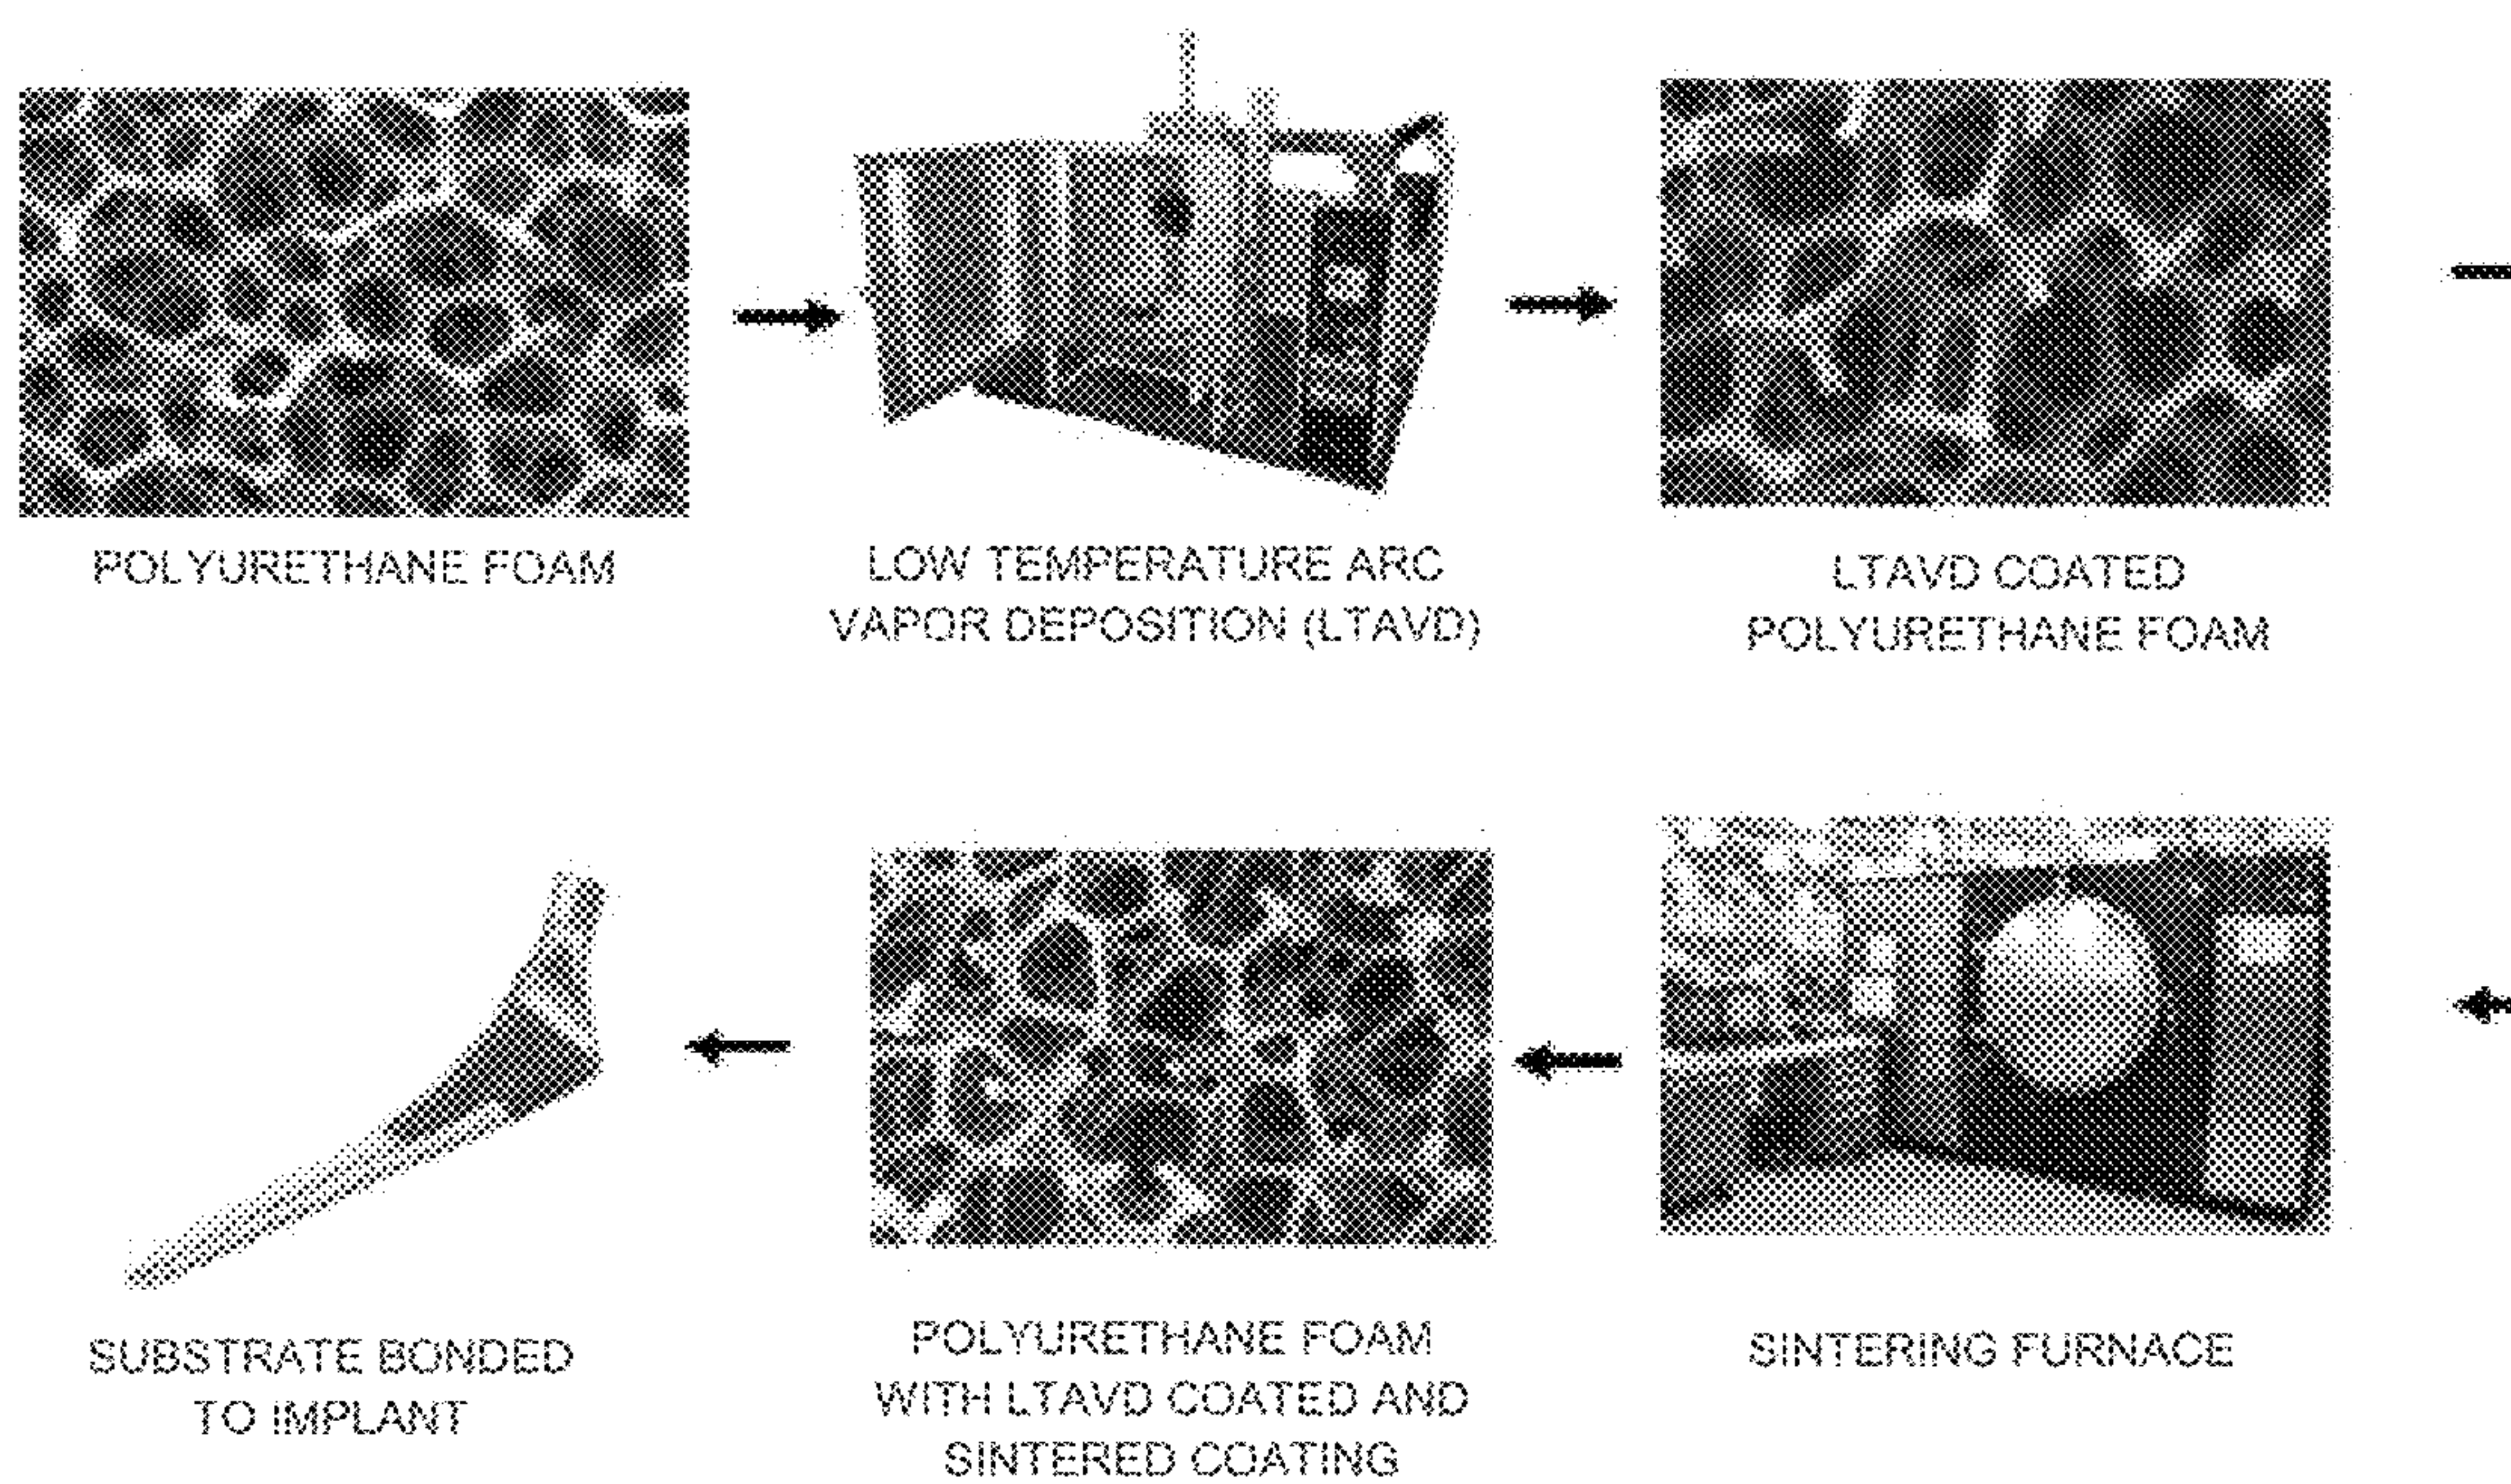 POLYURETHANE FOAM
LOW TEMPERATURE ARC
VAPOR DEPOSITION (LTAVD)
LTAVD COATED
POLYURETHANE FOAM
SUBSTRATE BONDED
TO IMPLANT
POLYURETHANE FOAM
WITH LTAVD COATED AND
SINTERED COATING
SINTERING FURNACE